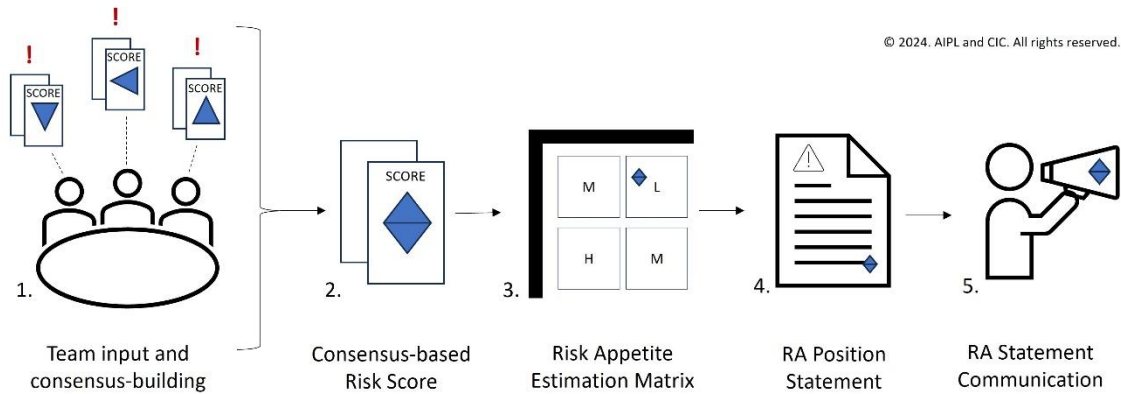 © 2024. AIPL and CIC. All rights reserved.
!
!
!
SCORE
SCORE
SCORE
1.
Team input and
consensus-building
SCORE
2.
Consensus-based
Risk Score
M
L
H
M
3.
Risk Appetite
Estimation Matrix
!
4.
RA Position
Statement
5.
RA Statement
Communication